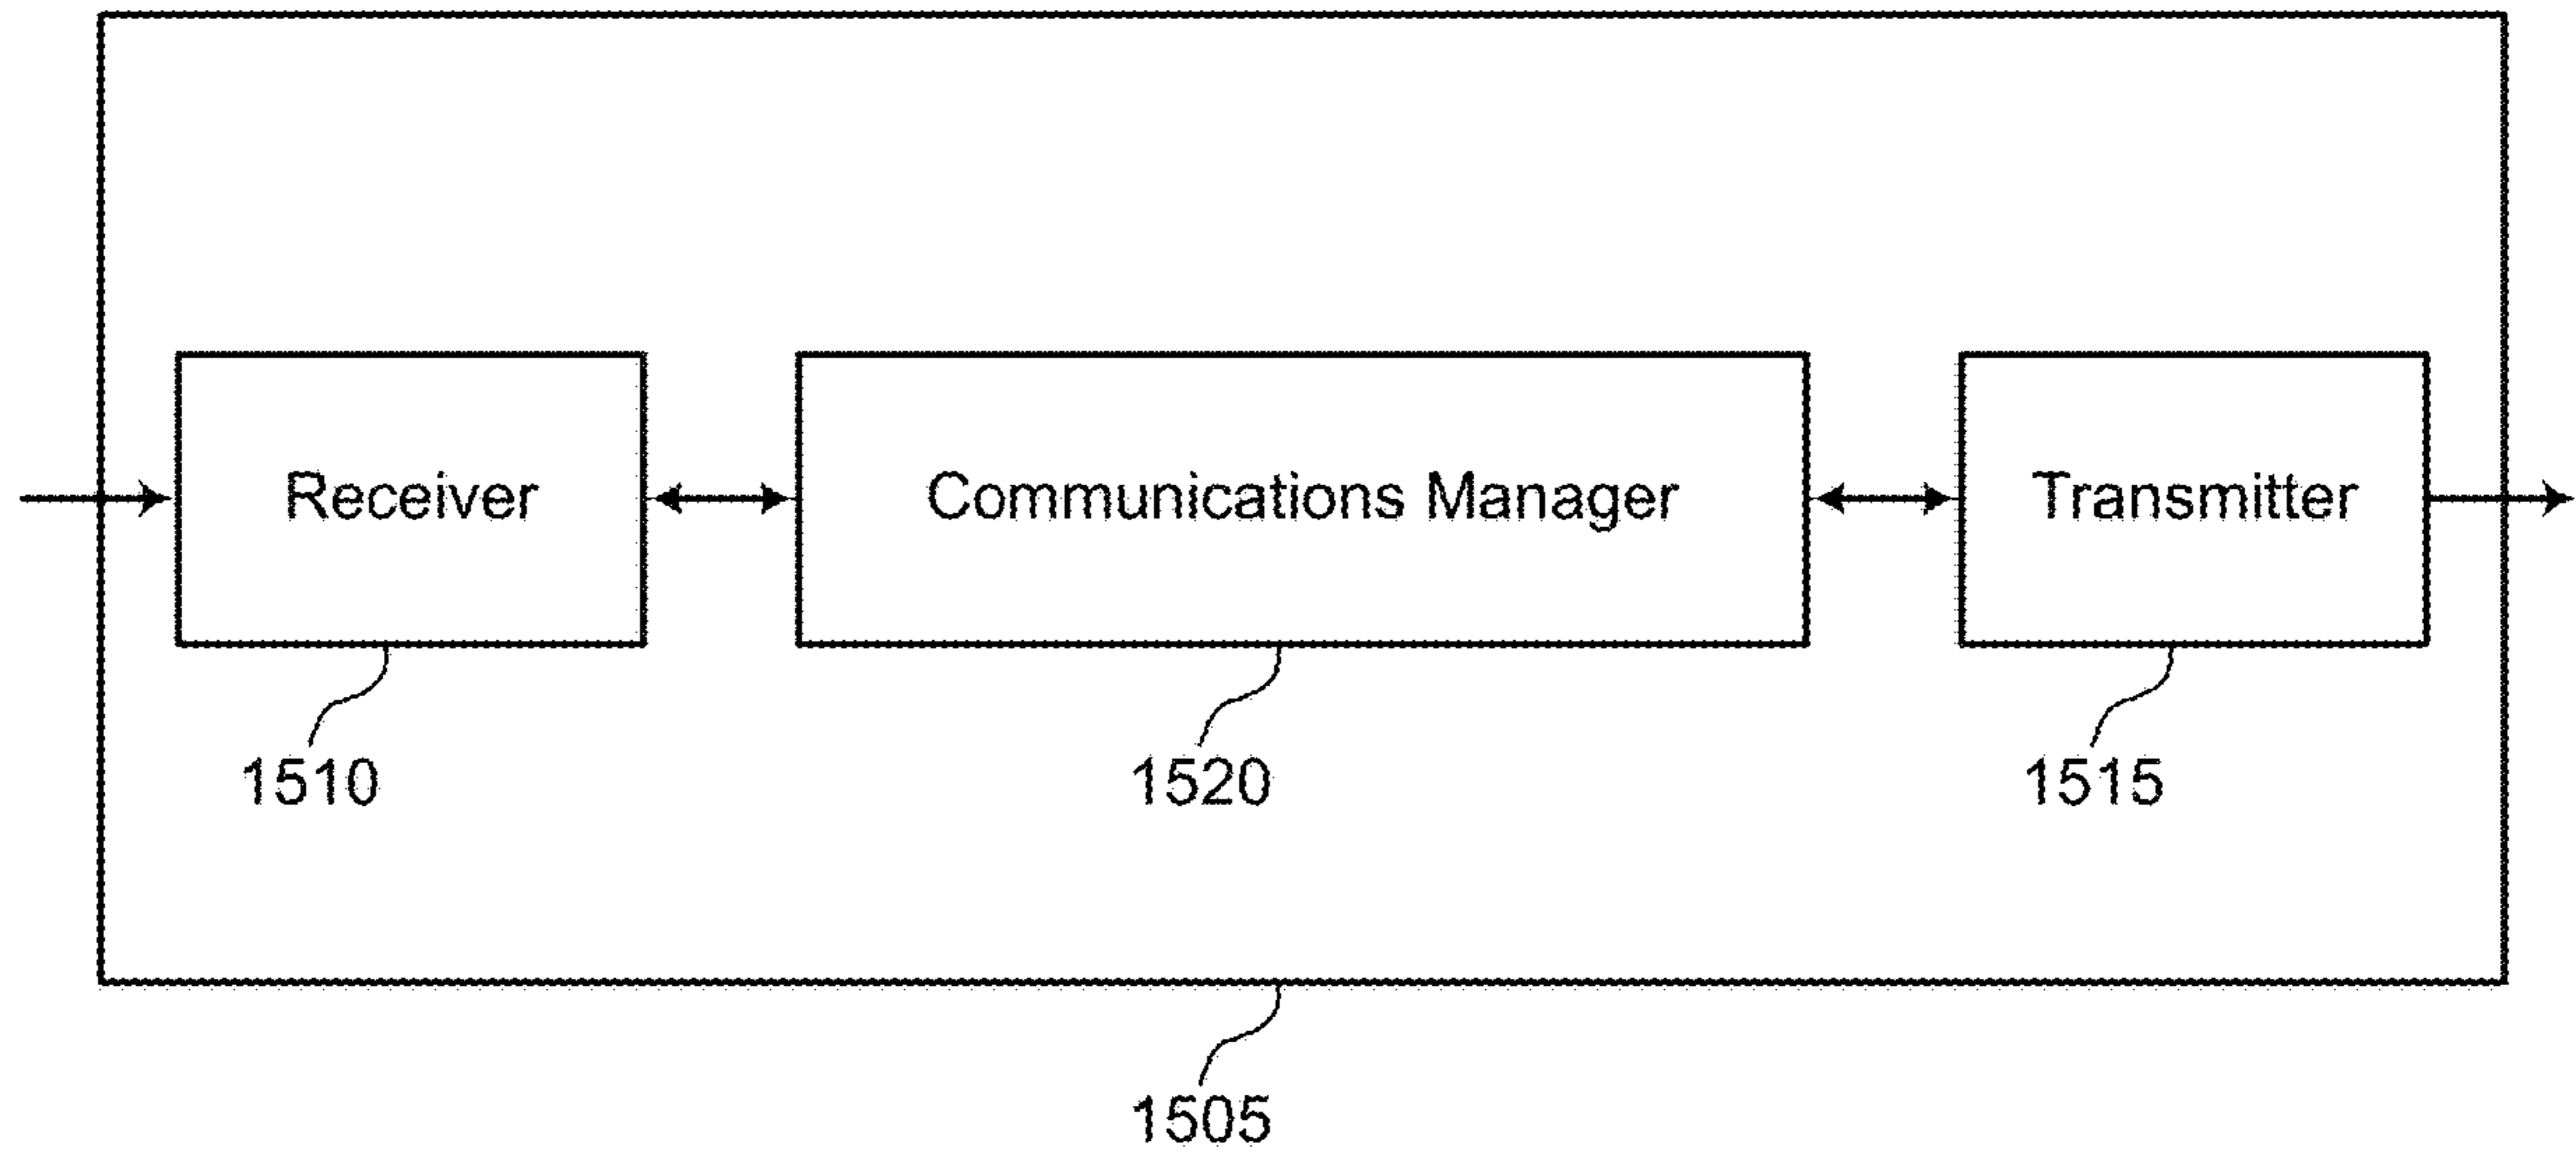 Receiver
Communications Manager
Transmitter
1510
1520
1515
1505